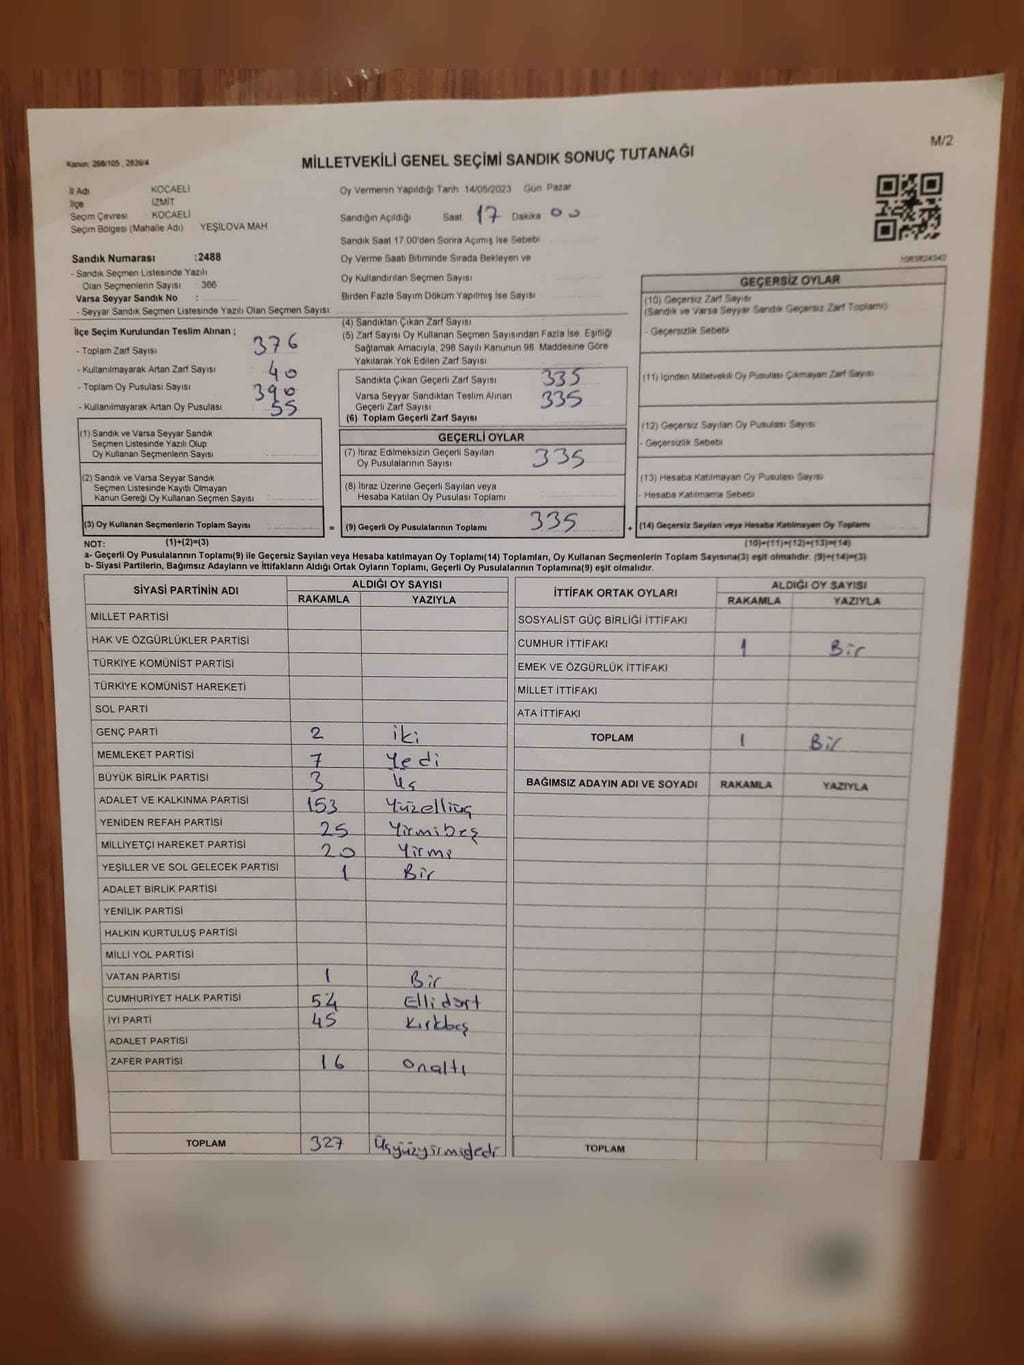 M/2
Kanun: 298/105 , 2839/4
MİLLETVEKİLİ GENEL SEÇİMİ SANDIK SONUÇ TUTANAĞI
İl Adı KOCAELİ
İlçe İZMİT
Seçim Çevresi KOCAELİ
Seçim Bölgesi (Mahalle Adı) YEŞİLOVA MAH
Oy Vermenin Yapıldığı Tarih 14/05/2023 Gün Pazar
Sandığın Açıldığı Saat 17 Dakika 00
Sandık Saat 17.00'den Sonra Açımış İse Sebebi
Oy Verme Saati Bitiminde Sırada Bekleyen ve
Oy Kullandırılan Seçmen Sayısı
Birden Fazla Sayım Döküm Yapılmış İse Sayısı
Sandık Numarası :2488
- Sandık Seçmen Listesinde Yazılı
Olan Seçmenlerin Sayısı : 366
Varsa Seyyar Sandık No :
- Seyyar Sandık Seçmen Listesinde Yazılı Olan Seçmen Sayısı:
İlçe Seçim Kurulundan Teslim Alınan ;
- Toplam Zarf Sayısı 376
- Kullanılmayarak Artan Zarf Sayısı 40
- Toplam Oy Pusulası Sayısı 390
- Kullanılmayarak Artan Oy Pusulası 55
(1) Sandık ve Varsa Seyyar Sandık
Seçmen Listesinde Yazılı Olup
Oy Kullanan Seçmenlerin Sayısı
(2) Sandık ve Varsa Seyyar Sandık
Seçmen Listesinde Kayıtlı Olmayan
Kanun Gereği Oy Kullanan Seçmen Sayısı
(3) Oy Kullanan Seçmenlerin Toplam Sayısı
(4) Sandıktan Çıkan Zarf Sayısı
(5) Zarf Sayısı Oy Kullanan Seçmen Sayısından Fazla İse, Eşitliği
Sağlamak Amacıyla, 298 Sayılı Kanunun 98. Maddesine Göre
Yakılarak Yok Edilen Zarf Sayısı
Sandıkta Çıkan Geçerli Zarf Sayısı 335
Varsa Seyyar Sandıktan Teslim Alınan
Geçerli Zarf Sayısı 335
(6) Toplam Geçerli Zarf Sayısı
GEÇERLİ OYLAR
(7) İtiraz Edilmeksizin Geçerli Sayılan
Oy Pusulalarının Sayısı 335
(8) İtiraz Üzerine Geçerli Sayılan veya
Hesaba Katılan Oy Pusulası Toplamı
= (9) Geçerli Oy Pusulalarının Toplamı 335 +
GEÇERSİZ OYLAR
(10) Geçersiz Zarf Sayısı
(Sandık ve Varsa Seyyar Sandık Geçersiz Zarf Toplamı)
- Geçersizlik Sebebi
(11) İçinden Milletvekili Oy Pusulası Çıkmayan Zarf Sayısı
(12) Geçersiz Sayılan Oy Pusulası Sayısı
- Geçersizlik Sebebi
(13) Hesaba Katılmayan Oy Pusulası Sayısı
- Hesaba Katılmama Sebebi
(14) Geçersiz Sayılan veya Hesaba Katılmayan Oy Toplamı
NOT: (1)+(2)=(3) (10)+(11)+(12)+(13)=(14)
a- Geçerli Oy Pusulalarının Toplamı(9) ile Geçersiz Sayılan veya Hesaba katılmayan Oy Toplamı(14) Toplamları, Oy Kullanan Seçmenlerin Toplam Sayısına(3) eşit olmalıdır. (9)+(14)=(3)
b- Siyasi Partilerin, Bağımsız Adayların ve İttifakların Aldığı Ortak Oyların Toplamı, Geçerli Oy Pusulalarının Toplamına(9) eşit olmalıdır.
SİYASİ PARTİNİN ADI ALDIĞI OY SAYISI
RAKAMLA YAZIYLA
MİLLET PARTİSİ
HAK VE ÖZGÜRLÜKLER PARTİSİ
TÜRKİYE KOMÜNİST PARTİSİ
TÜRKİYE KOMÜNİST HAREKETİ
SOL PARTİ
GENÇ PARTİ 2 iki
MEMLEKET PARTİSİ 7 Yedi
BÜYÜK BİRLİK PARTİSİ 3 Üç
ADALET VE KALKINMA PARTİSİ 153 Yüzelliüç
YENİDEN REFAH PARTİSİ 25 Yirmibeş
MİLLİYETÇİ HAREKET PARTİSİ 20 Yirmi
YEŞİLLER VE SOL GELECEK PARTİSİ 1 Bir
ADALET BİRLİK PARTİSİ
YENİLİK PARTİSİ
HALKIN KURTULUŞ PARTİSİ
MİLLİ YOL PARTİSİ
VATAN PARTİSİ 1 Bir
CUMHURİYET HALK PARTİSİ 54 Ellidört
İYİ PARTİ 45 Kırkbeş
ADALET PARTİSİ
ZAFER PARTİSİ 16 Onaltı
TOPLAM 327 Üçyüzyirmiyedi
İTTİFAK ORTAK OYLARI ALDIĞI OY SAYISI
RAKAMLA YAZIYLA
SOSYALİST GÜÇ BİRLİĞİ İTTİFAKI
CUMHUR İTTİFAKI 1 Bir
EMEK VE ÖZGÜRLÜK İTTİFAKI
MİLLET İTTİFAKI
ATA İTTİFAKI
TOPLAM 1 Bir
BAĞIMSIZ ADAYIN ADI VE SOYADI RAKAMLA YAZIYLA
TOPLAM